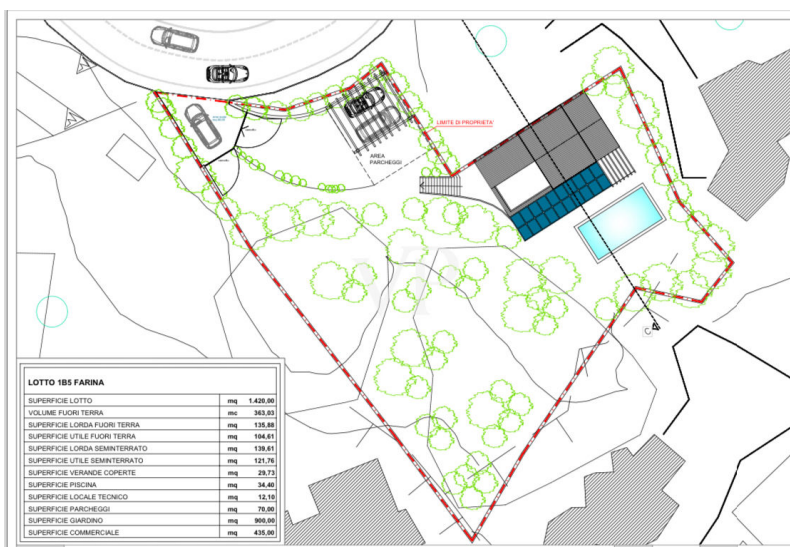 LIMITE DI PROPRIETA'
AREA
PARCHEGGI
C
LOTTO 1B5 FARINA
SUPERFICIE LOTTO mq 1.420,00
VOLUME FUORI TERRA mc 363,03
SUPERFICIE LORDA FUORI TERRA mq 135,88
SUPERFICIE UTILE FUORI TERRA mq 104,61
SUPERFICIE LORDA SEMINTERRATO mq 139,61
SUPERFICIE UTILE SEMINTERRATO mq 121,76
SUPERFICIE VERANDE COPERTE mq 29,73
SUPERFICIE PISCINA mq 34,40
SUPERFICIE LOCALE TECNICO mq 12,10
SUPERFICIE PARCHEGGI mq 70,00
SUPERFICIE GIARDINO mq 900,00
SUPERFICIE COMMERCIALE mq 435,00